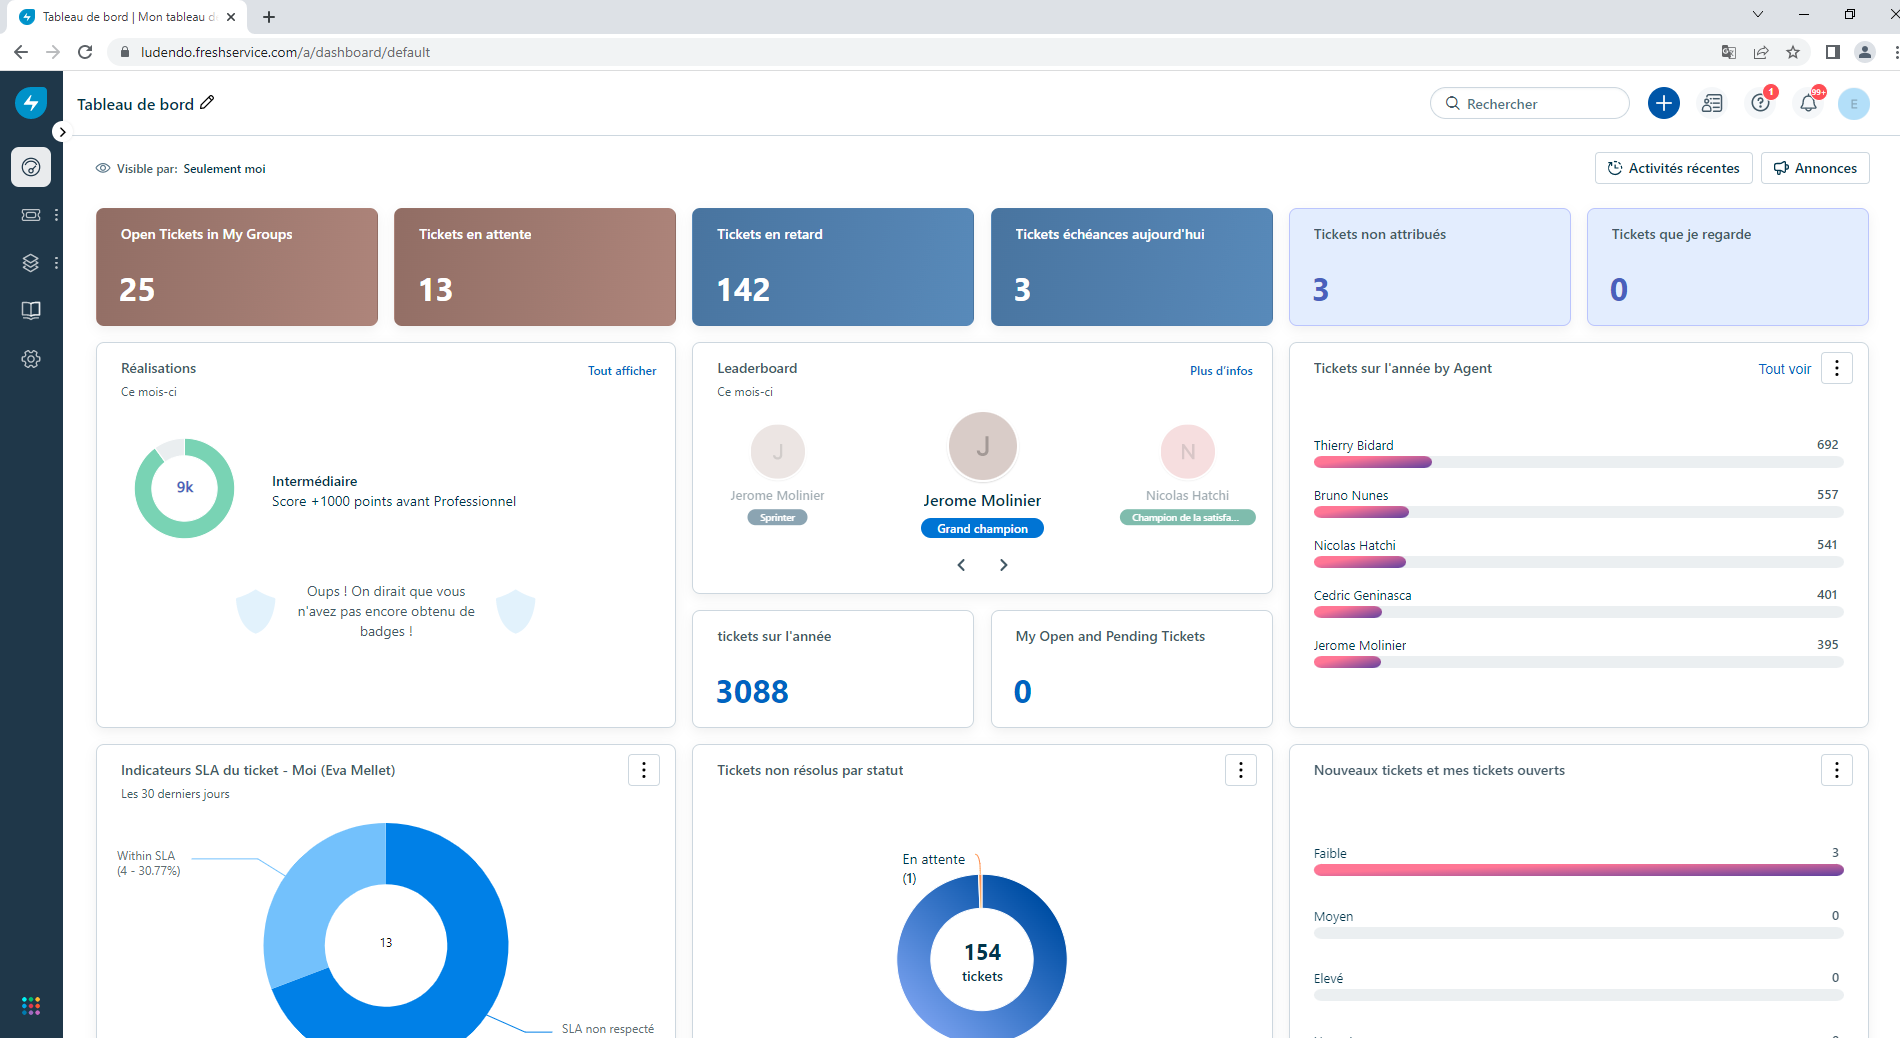 Tableau de bord | Mon tableau d
ludendo.freshservice.com/a/dashboard/default
Tableau de bord
Rechercher
1
99+
E
Visible par: Seulement moi
Activités récentes
Annonces
Open Tickets in My Groups
25
Tickets en attente
13
Tickets en retard
142
Tickets échéances aujourd'hui
3
Tickets non attribués
3
Tickets que je regarde
0
Réalisations
Tout afficher
Ce mois-ci
9k
Intermédiaire
Score +1000 points avant Professionnel
Oups ! On dirait que vous
n'avez pas encore obtenu de
badges !
Leaderboard
Plus d’infos
Ce mois-ci
J
Jerome Molinier
Sprinter
J
Jerome Molinier
Grand champion
N
Nicolas Hatchi
Champion de la satisfa...
tickets sur l'année
3088
My Open and Pending Tickets
0
Tickets sur l'année by Agent
Tout voir
Thierry Bidard 692
Bruno Nunes 557
Nicolas Hatchi 541
Cedric Geninasca 401
Jerome Molinier 395
Indicateurs SLA du ticket - Moi (Eva Mellet)
Les 30 derniers jours
Within SLA
(4 - 30.77%)
13
SLA non respecté
Tickets non résolus par statut
En attente
(1)
154
tickets
Nouveaux tickets et mes tickets ouverts
Faible 3
Moyen 0
Elevé 0